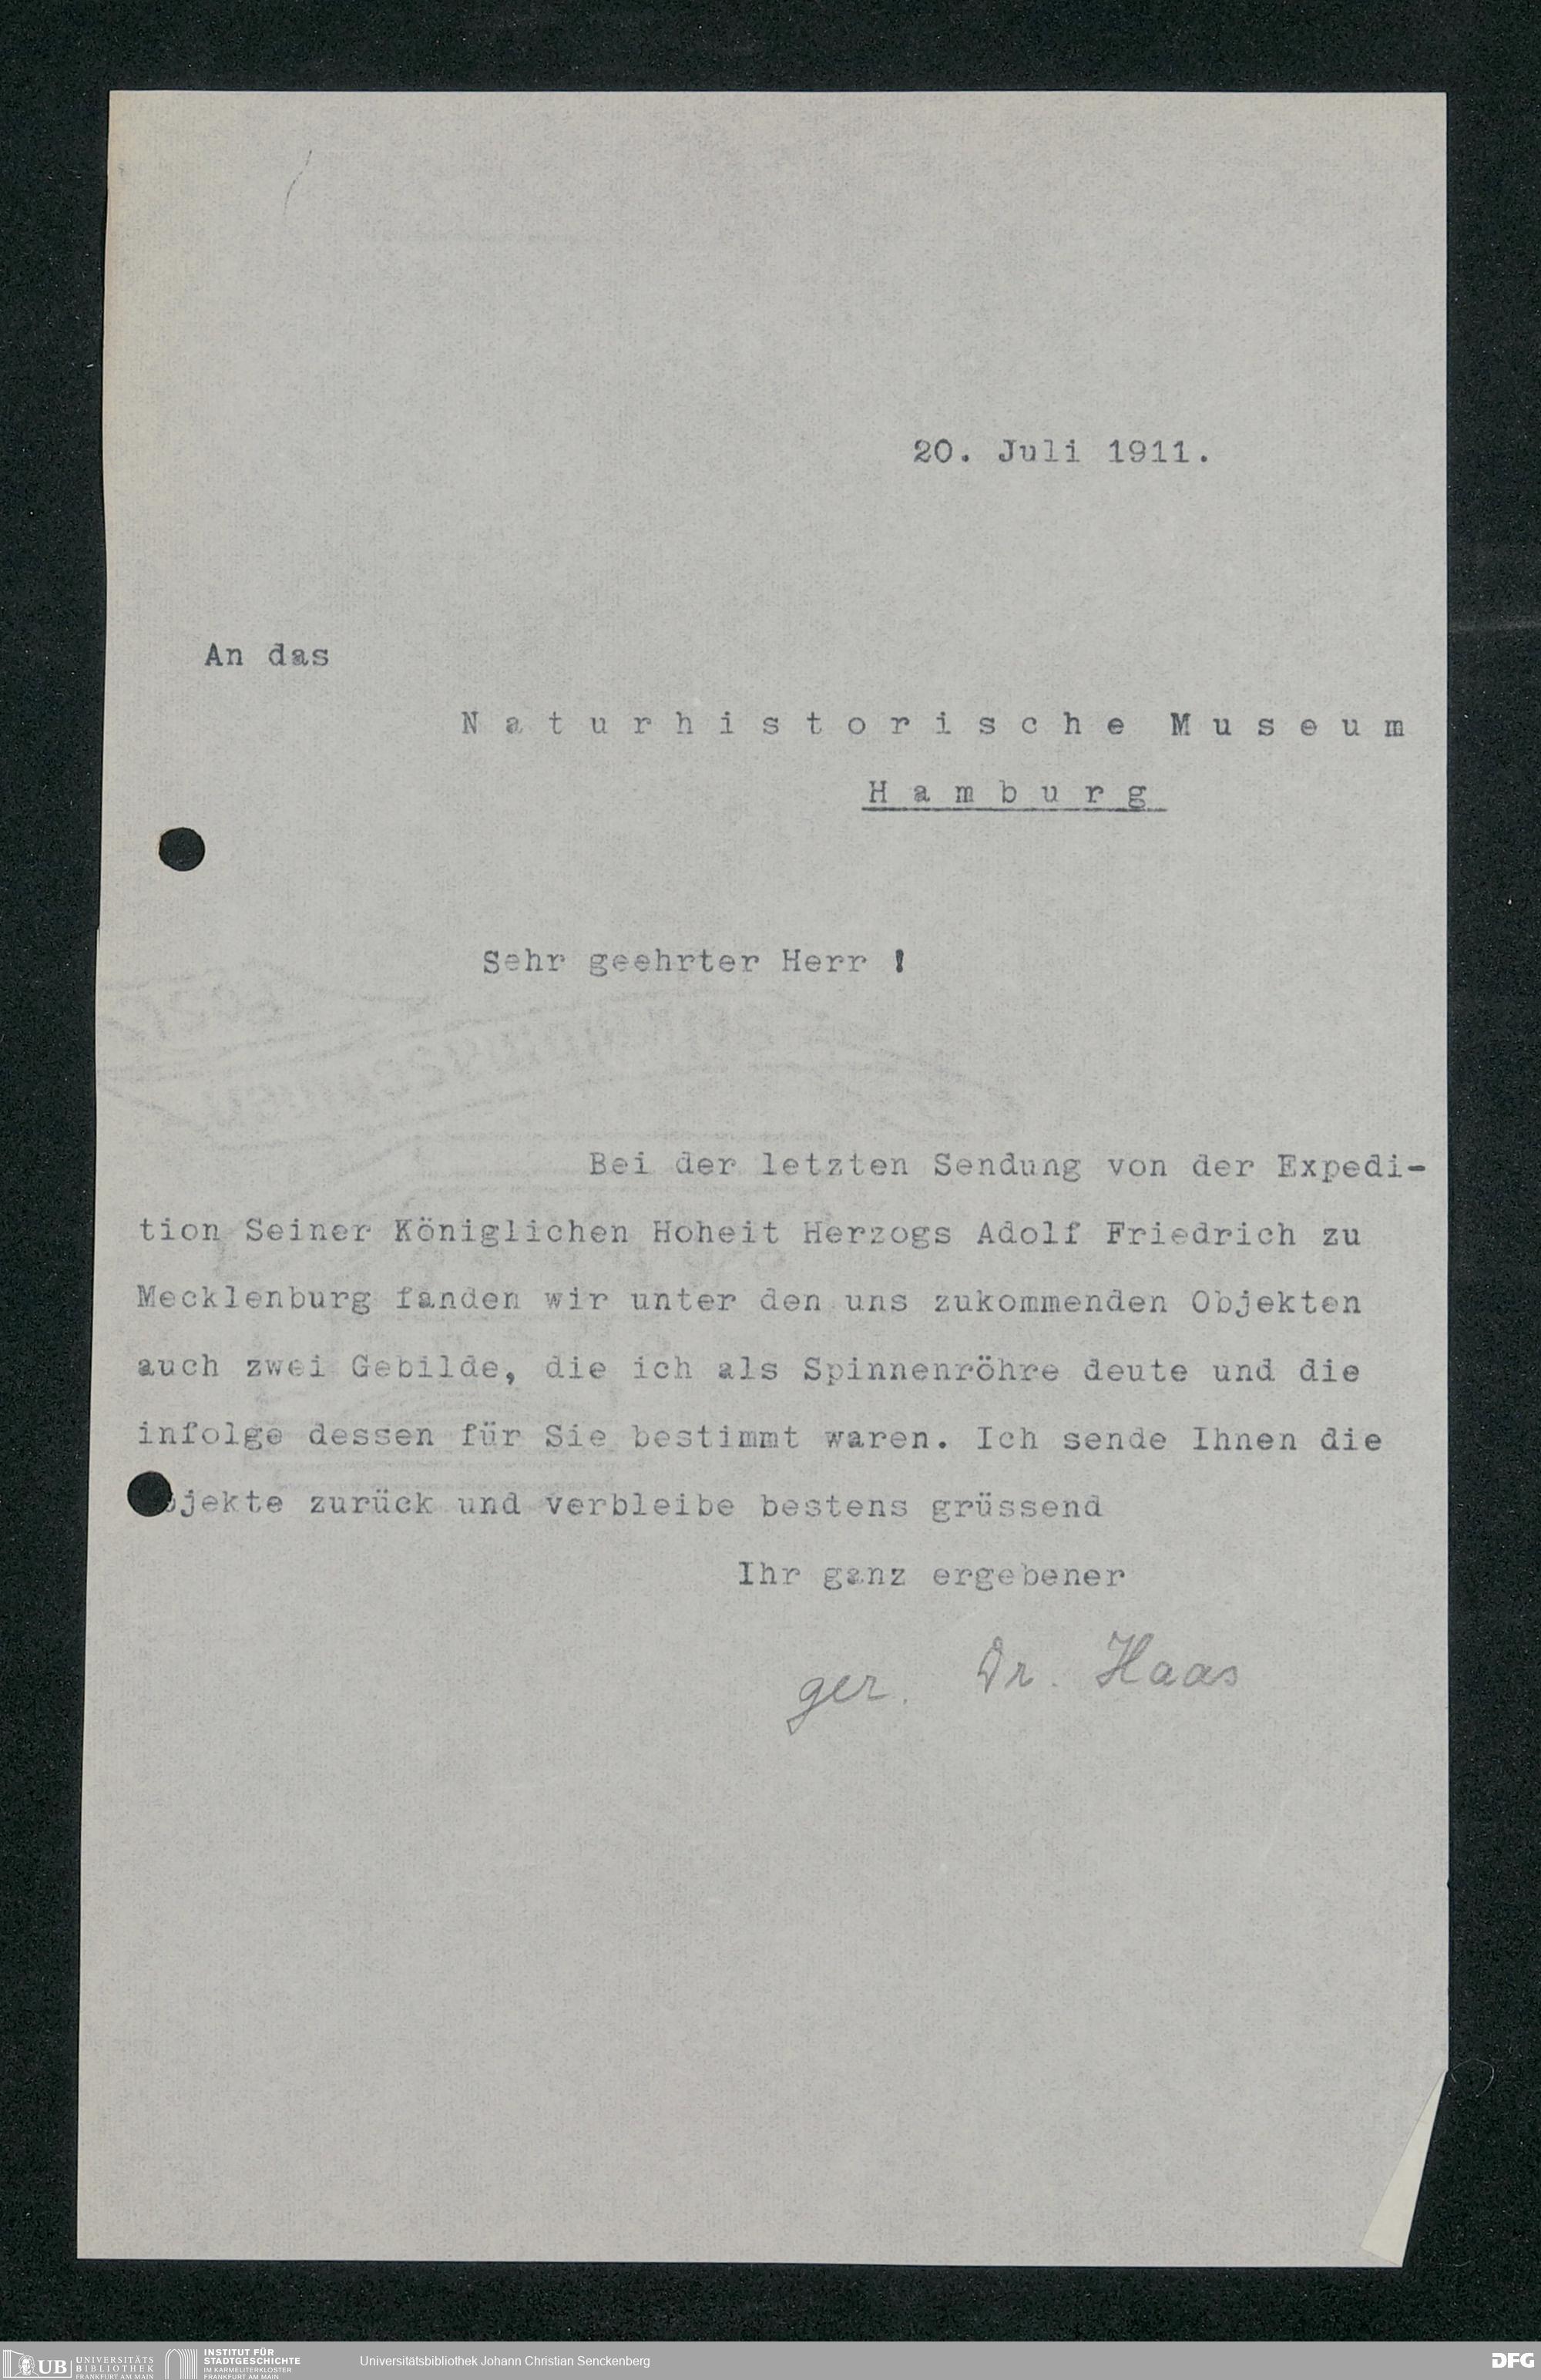 20. Juli 1911.
An das
Naturhistorische Museum
Hamburg
Sehr geehrter Herr !
Bei der letzten Sendung von der Expedi-
tion Seiner Königlichen Hoheit Herzogs Adolf Friedrich zu
Mecklenburg fanden wir unter den uns zukommenden Objekten
auch zwei Gebilde, die ich als Spinnenröhre deute und die
infolge dessen für Sie bestimmt waren. Ich sende Ihnen die
bjekte zurück und verbleibe bestens grüssend
Ihr ganz ergebener
gez. Dr. Haas
UB UNIVERSITÄTS
BIBLIOTHEK
FRANKFURT AM MAIN
INSTITUT FÜR
STADTGESCHICHTE
IM KARMELITERKLOSTER
FRANKFURT AM MAIN
Universitätsbibliothek Johann Christian Senckenberg
DFG